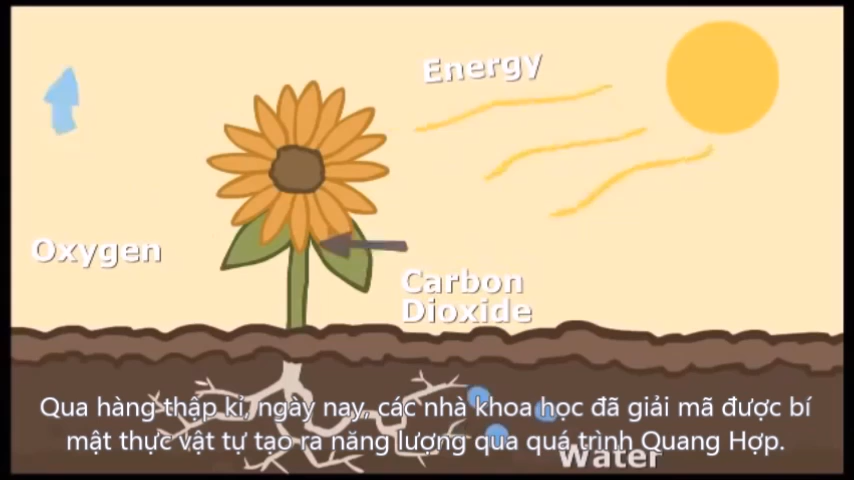 Energy
Oxygen
Carbon
Dioxide
Qua hàng thập kỉ, ngày nay, các nhà khoa học đã giải mã được bí
mật thực vật tự tạo ra năng lượng qua quá trình Quang Hợp.
Water